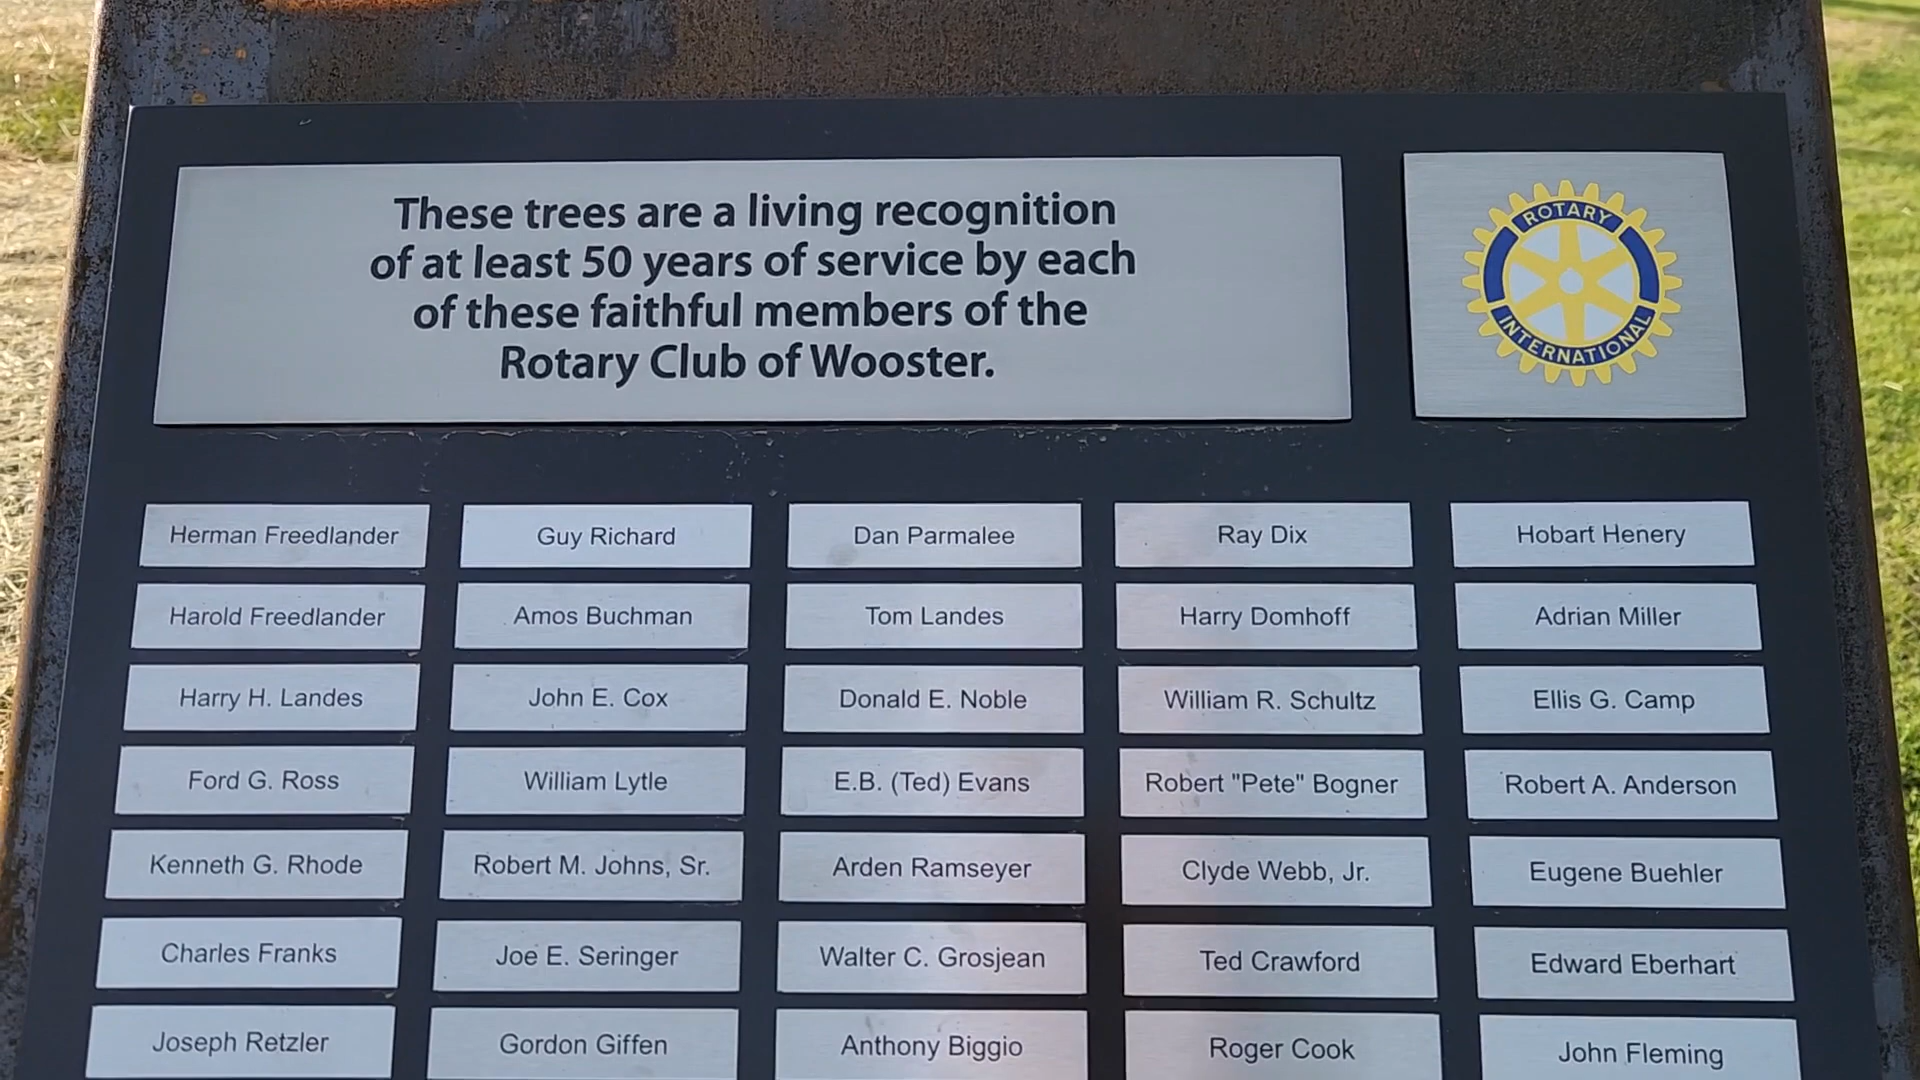 These trees are a living recognition
of at least 50 years of service by each
of these faithful members of the
Rotary Club of Wooster.
ROTARY
INTERNATIONAL
Herman Freedlander
Guy Richard
Dan Parmalee
Ray Dix
Hobart Henery
Harold Freedlander
Amos Buchman
Tom Landes
Harry Domhoff
Adrian Miller
Harry H. Landes
John E. Cox
Donald E. Noble
William R. Schultz
Ellis G. Camp
Ford G. Ross
William Lytle
E.B. (Ted) Evans
Robert "Pete" Bogner
Robert A. Anderson
Kenneth G. Rhode
Robert M. Johns, Sr.
Arden Ramseyer
Clyde Webb, Jr.
Eugene Buehler
Charles Franks
Joe E. Seringer
Walter C. Grosjean
Ted Crawford
Edward Eberhart
Joseph Retzler
Gordon Giffen
Anthony Biggio
Roger Cook
John Fleming